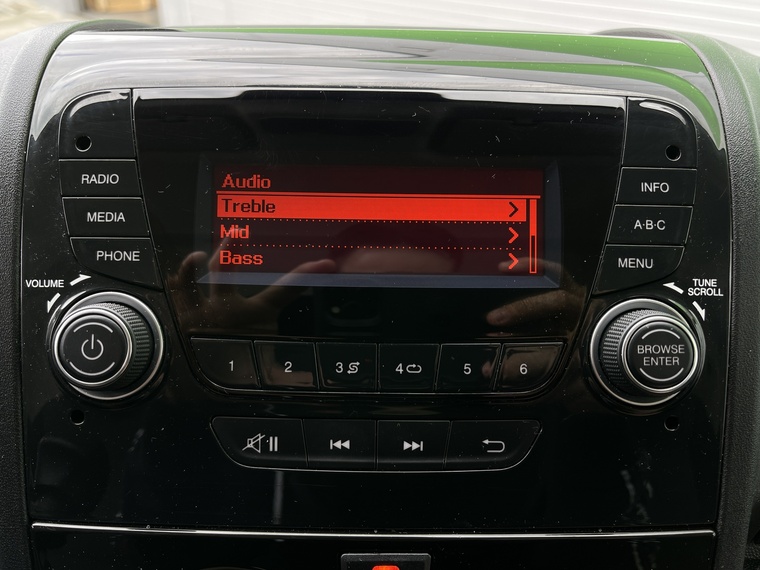 Audio
Treble
Mid
Bass
RADIO
MEDIA
PHONE
INFO
A·B·C
MENU
VOLUME
TUNE
SCROLL
BROWSE
ENTER
1
2
3
4
5
6